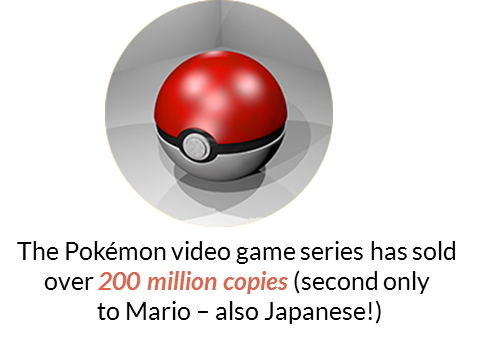 The Pokémon video game series has sold
over 200 million copies (second only
to Mario – also Japanese!)